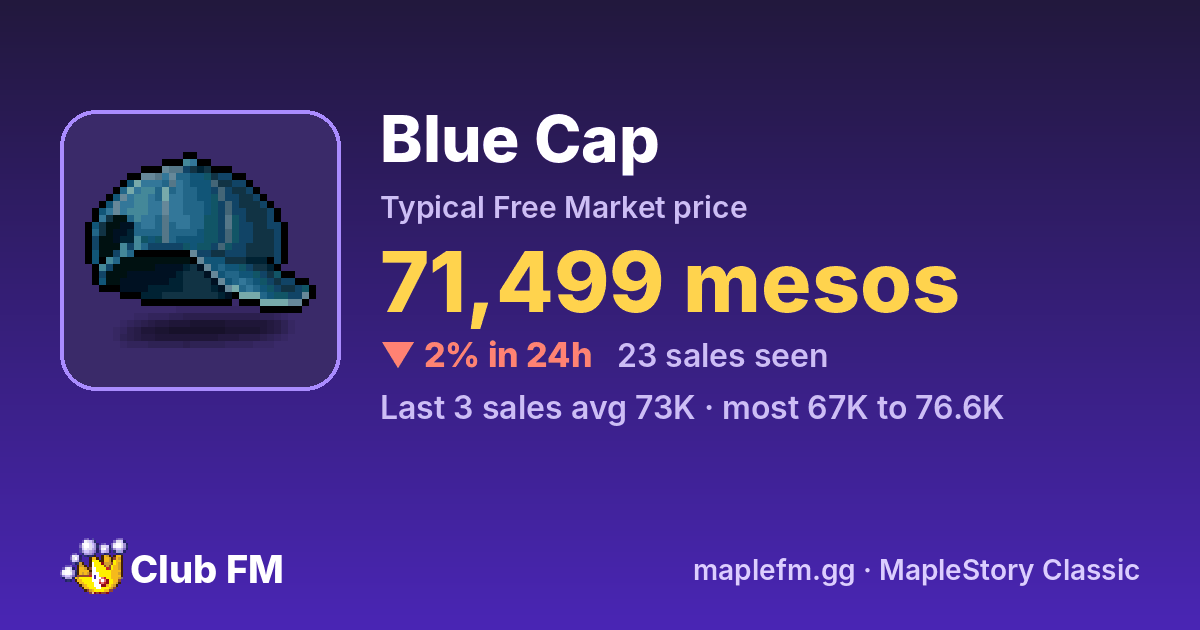 Blue Cap
Typical Free Market price
71,499 mesos
▼ 2% in 24h 23 sales seen
Last 3 sales avg 73K · most 67K to 76.6K
Club FM
maplefm.gg · MapleStory Classic